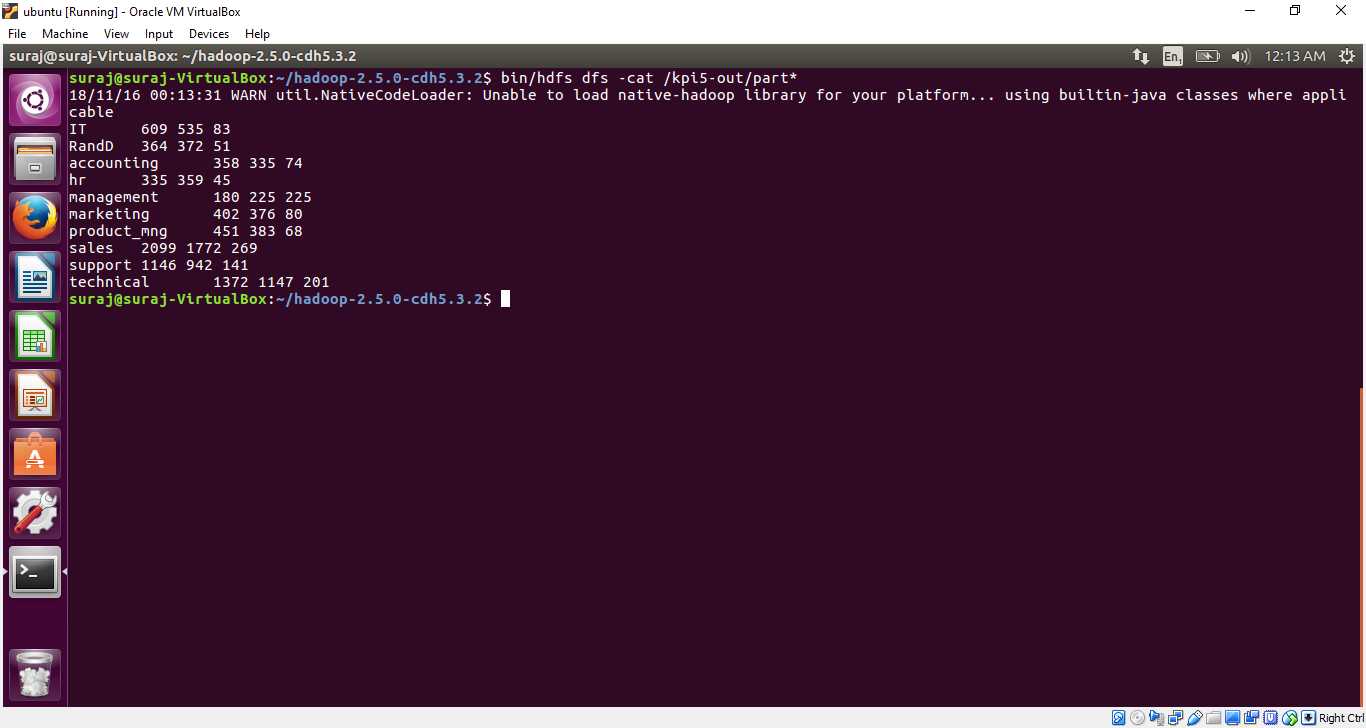 ubuntu [Running] - Oracle VM VirtualBox
File Machine View Input Devices Help
suraj@suraj-VirtualBox: ~/hadoop-2.5.0-cdh5.3.2 En1 12:13 AM
suraj@suraj-VirtualBox:~/hadoop-2.5.0-cdh5.3.2$ bin/hdfs dfs -cat /kpi5-out/part*
18/11/16 00:13:31 WARN util.NativeCodeLoader: Unable to load native-hadoop library for your platform... using builtin-java classes where appli
cable
IT 609 535 83
RandD 364 372 51
accounting 358 335 74
hr 335 359 45
management 180 225 225
marketing 402 376 80
product_mng 451 383 68
sales 2099 1772 269
support 1146 942 141
technical 1372 1147 201
suraj@suraj-VirtualBox:~/hadoop-2.5.0-cdh5.3.2$
Right Ctrl